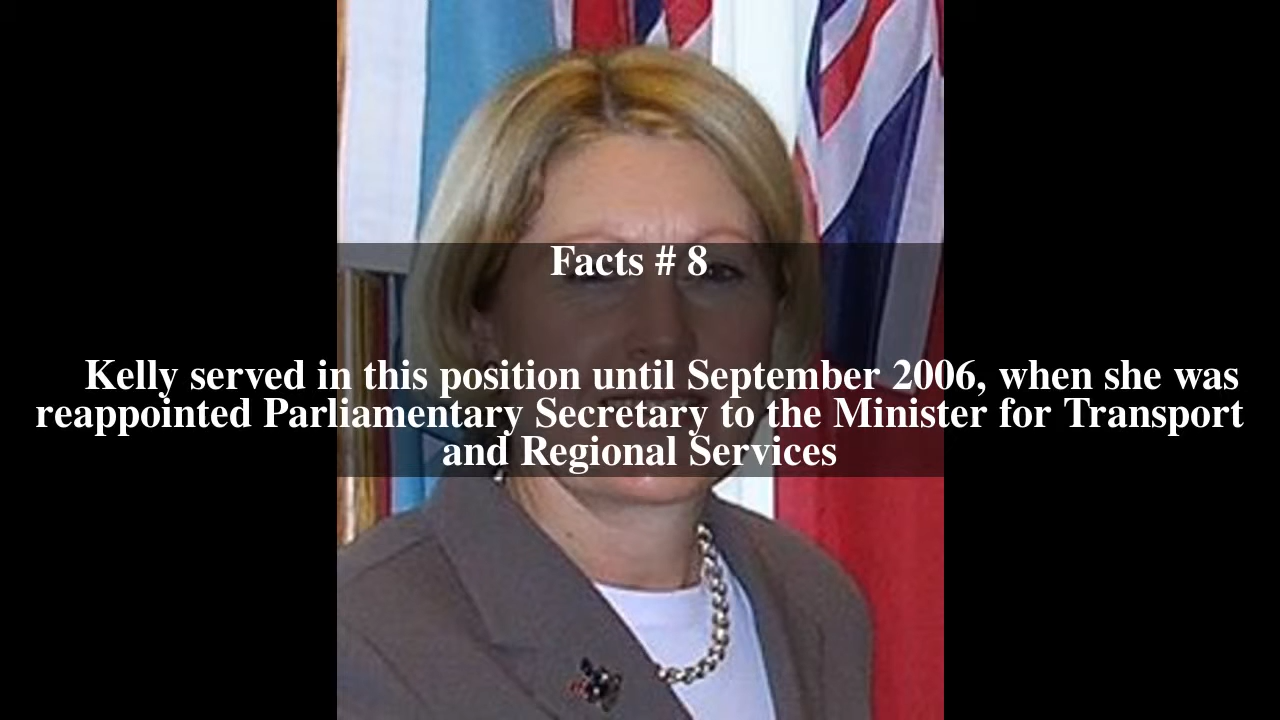 Facts # 8
Kelly served in this position until September 2006, when she was
reappointed Parliamentary Secretary to the Minister for Transport
and Regional Services